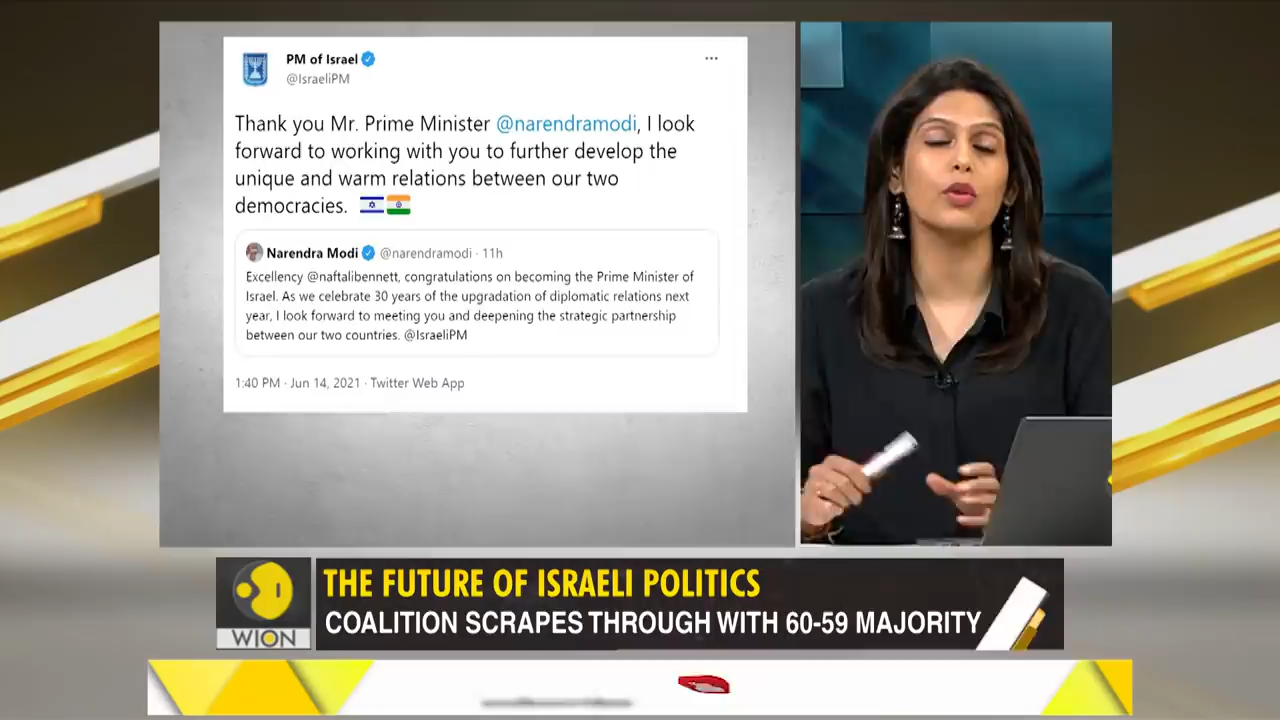 PM of Israel
@IsraeliPM
Thank you Mr. Prime Minister @narendramodi, I look
forward to working with you to further develop the
unique and warm relations between our two
democracies.
Narendra Modi @narendramodi · 11h
Excellency @naftalibennett, congratulations on becoming the Prime Minister of
Israel. As we celebrate 30 years of the upgradation of diplomatic relations next
year, I look forward to meeting you and deepening the strategic partnership
between our two countries. @IsraeliPM
1:40 PM · Jun 14, 2021 · Twitter Web App
WION
THE FUTURE OF ISRAELI POLITICS
COALITION SCRAPES THROUGH WITH 60-59 MAJORITY